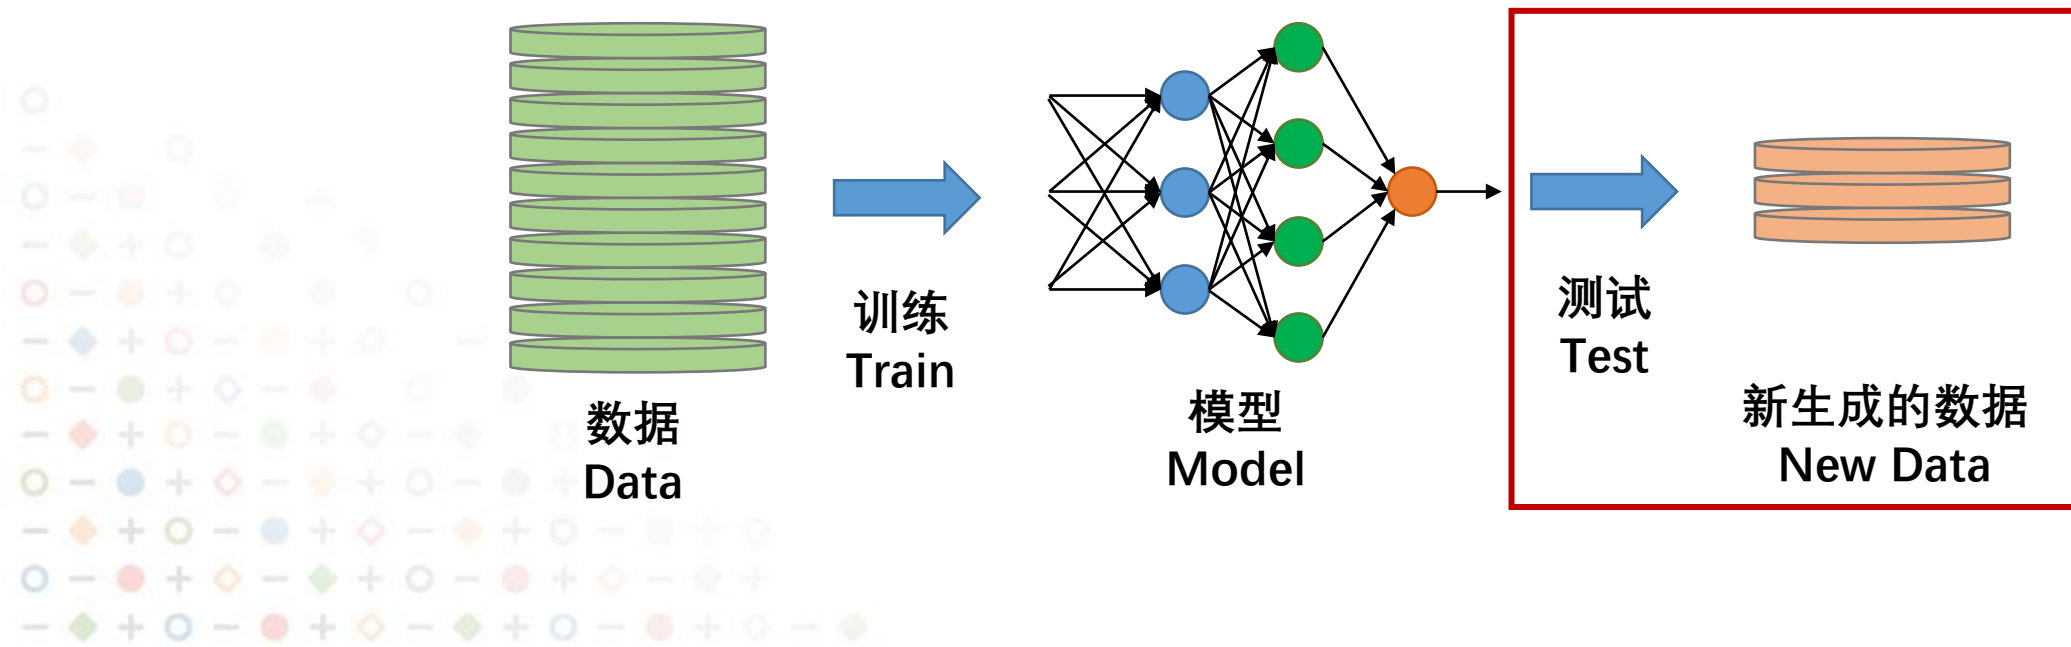 数据
Data
训练
Train
模型
Model
测试
Test
新生成的数据
New Data